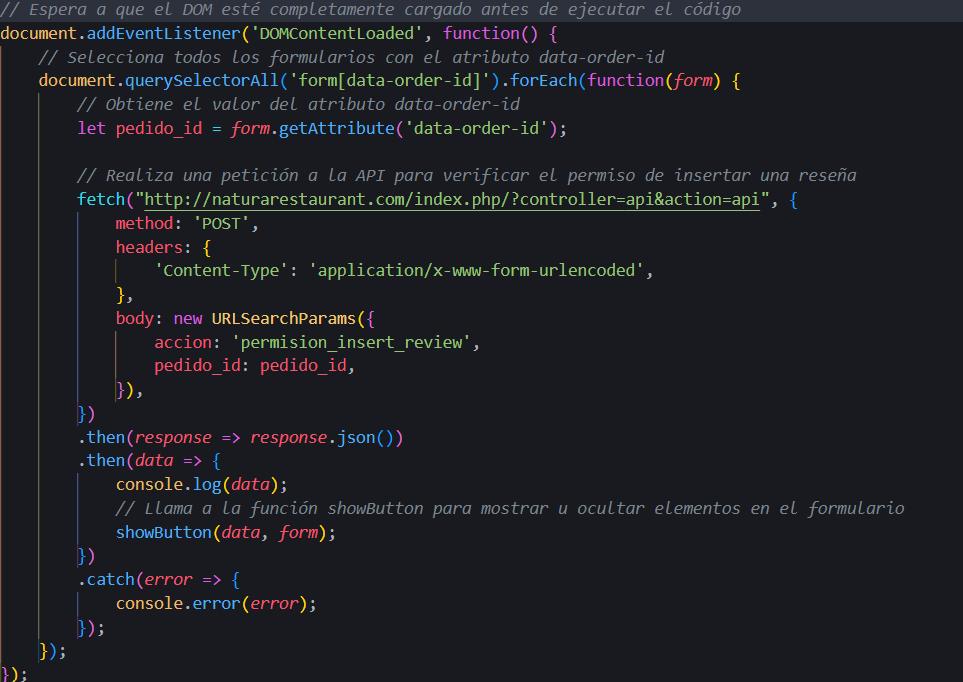 // Espera a que el DOM esté completamente cargado antes de ejecutar el código
document.addEventListener('DOMContentLoaded', function() {
    // Selecciona todos los formularios con el atributo data-order-id
    document.querySelectorAll('form[data-order-id]').forEach(function(form) {
        // Obtiene el valor del atributo data-order-id
        let pedido_id = form.getAttribute('data-order-id');

        // Realiza una petición a la API para verificar el permiso de insertar una reseña
        fetch("http://naturarestaurant.com/index.php/?controller=api&action=api", {
            method: 'POST',
            headers: {
                'Content-Type': 'application/x-www-form-urlencoded',
            },
            body: new URLSearchParams({
                accion: 'permision_insert_review',
                pedido_id: pedido_id,
            }),
        })
        .then(response => response.json())
        .then(data => {
            console.log(data);
            // Llama a la función showButton para mostrar u ocultar elementos en el formulario
            showButton(data, form);
        })
        .catch(error => {
            console.error(error);
        });
    });
});